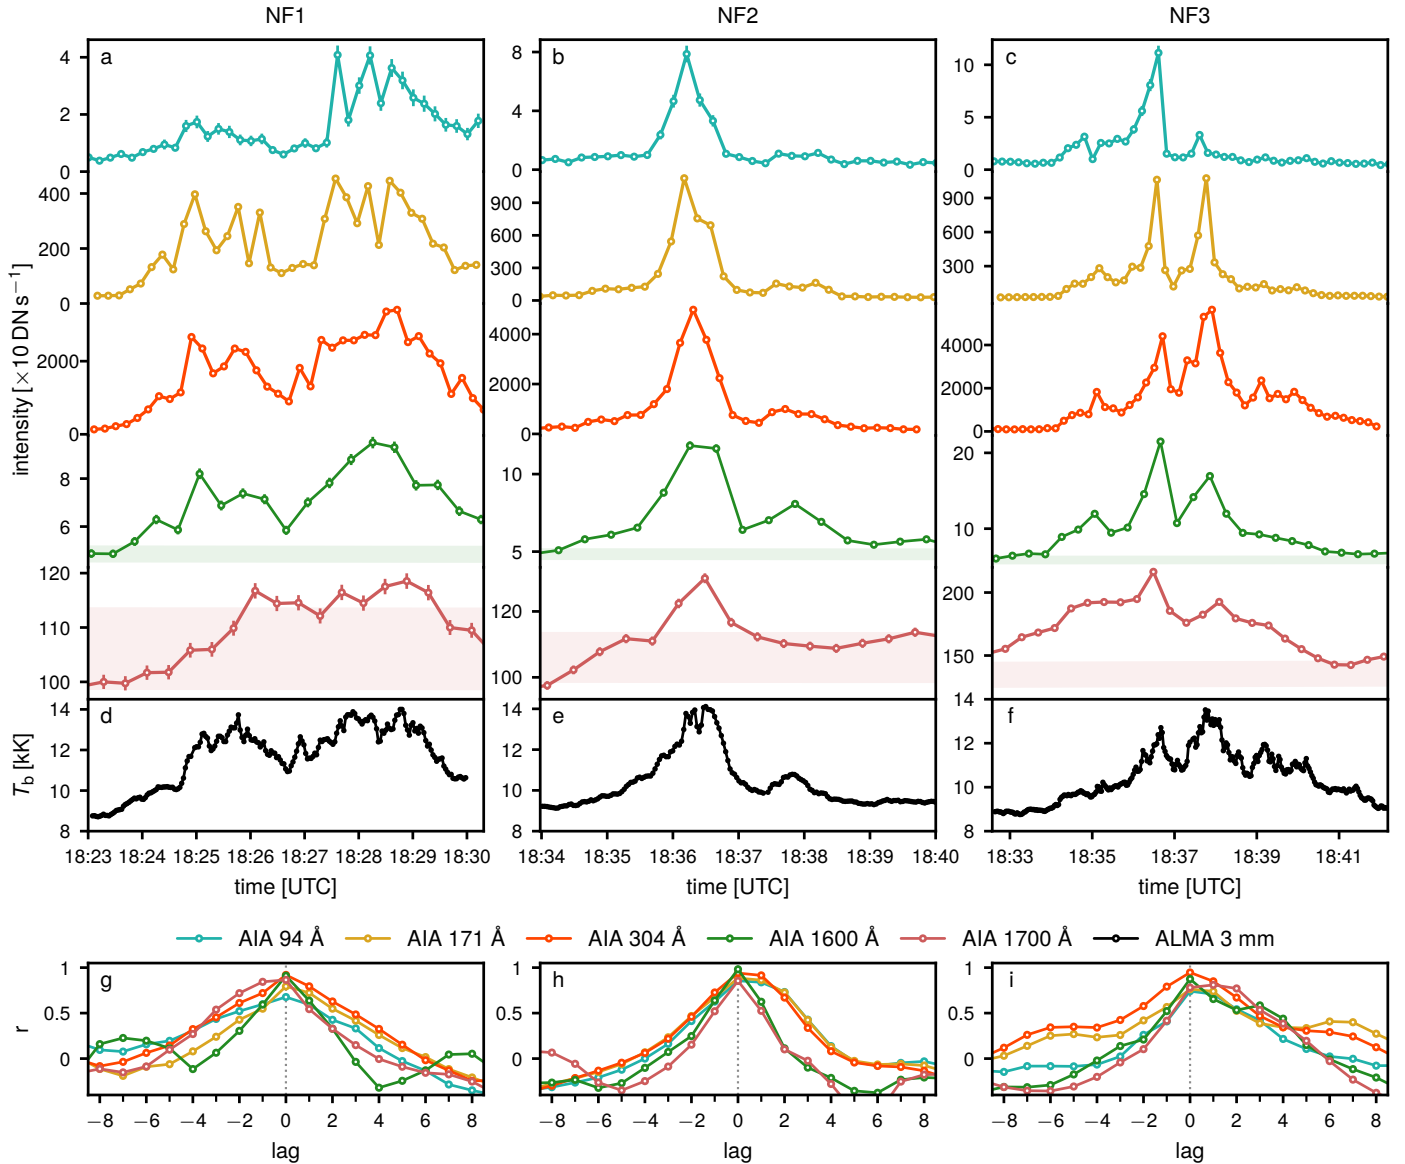 NF1 NF2 NF3
a b c
4 2 0
8 4 0
10 5 0
400 200 0
900 600 300 0
900 600 300
2000 0
4000 2000 0
4000 2000 0
8 6
10 5
20 10
120 110 100
120 100
200 150
intensity [×10 DN s⁻¹]
d e f
14 12 10 8
14 12 10 8
14 12 10 8
T_b [kK]
18:23 18:24 18:25 18:26 18:27 18:28 18:29 18:30
18:34 18:35 18:36 18:37 18:38 18:39 18:40
18:33 18:35 18:37 18:39 18:41
time [UTC] time [UTC] time [UTC]
AIA 94 Å AIA 171 Å AIA 304 Å AIA 1600 Å AIA 1700 Å ALMA 3 mm
g h i
1 0.5 0
1 0.5 0
1 0.5 0
r
−8 −6 −4 −2 0 2 4 6 8
−8 −6 −4 −2 0 2 4 6 8
−8 −6 −4 −2 0 2 4 6 8
lag lag lag